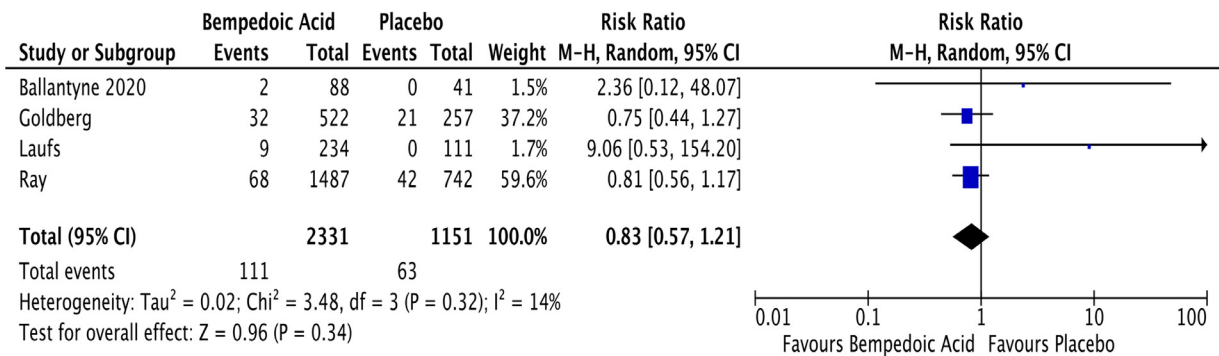 Bempedoic Acid Placebo Risk Ratio Risk Ratio
Study or Subgroup Events Total Events Total Weight M-H, Random, 95% CI M-H, Random, 95% CI
Ballantyne 2020 2 88 0 41 1.5% 2.36 [0.12, 48.07]
Goldberg 32 522 21 257 37.2% 0.75 [0.44, 1.27]
Laufs 9 234 0 111 1.7% 9.06 [0.53, 154.20]
Ray 68 1487 42 742 59.6% 0.81 [0.56, 1.17]
Total (95% CI) 2331 1151 100.0% 0.83 [0.57, 1.21]
Total events 111 63
Heterogeneity: Tau² = 0.02; Chi² = 3.48, df = 3 (P = 0.32); I² = 14%
Test for overall effect: Z = 0.96 (P = 0.34)
0.01 0.1 1 10 100
Favours Bempedoic Acid Favours Placebo